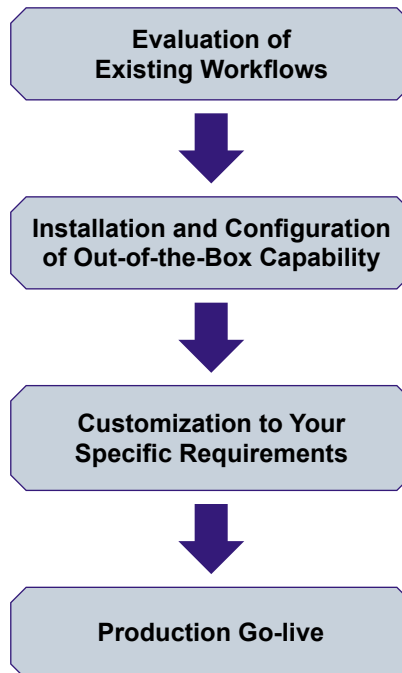 Evaluation of
Existing Workflows
Installation and Configuration
of Out-of-the-Box Capability
Customization to Your
Specific Requirements
Production Go-live